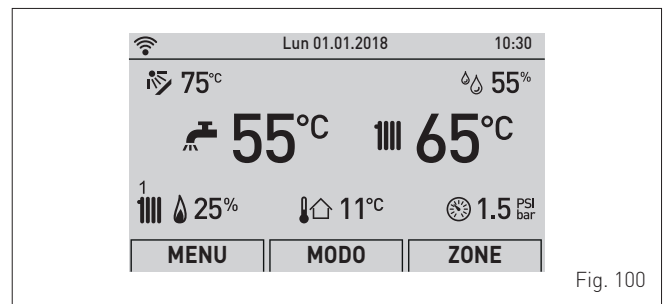 Lun 01.01.2018 10:30
75°C 55%
55°C 65°C
1
25% 11°C 1.5 PSI bar
MENU MODO ZONE
Fig. 100